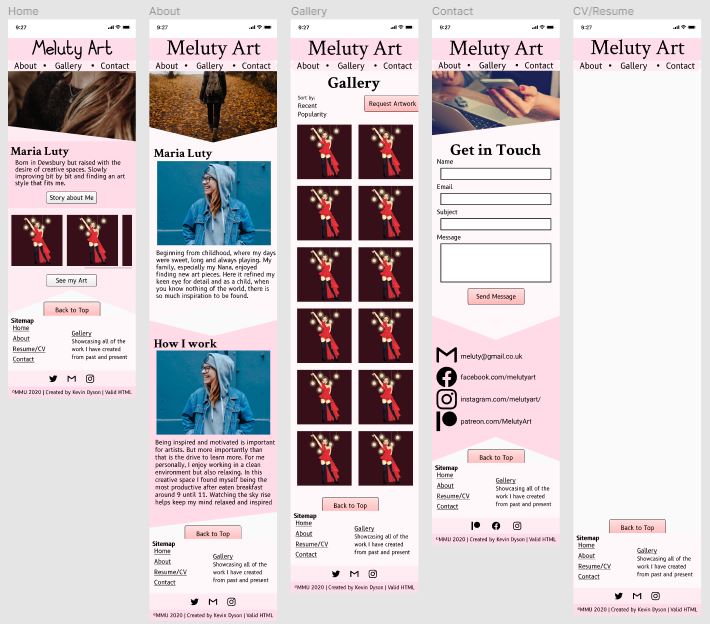 Home
9:27
Meluty Art
About • Gallery • Contact
Maria Luty
Born in Dewsbury but raised with the
desire of creative spaces. Slowly
improving bit by bit and finding an art
style that fits me.
Story about Me
See my Art
Back to Top
Sitemap
Home
About
Resume/CV
Contact
Gallery
Showcasing all of the
work I have created
from past and present
©MMU 2020 | Created by Kevin Dyson | Valid HTML
About
9:27
Meluty Art
About • Gallery • Contact
Maria Luty
Beginning from childhood, where my days
were sweet, long and always playing. My
family, especially my Nana, enjoyed
finding new art pieces. Here it refined my
keen eye for detail and as a child, when
you know nothing of the world, there is
so much inspiration to be found.
How I work
Being inspired and motivated is important
for artists. But more importantly than
that is the drive to learn more. For me
personally, I enjoy working in a clean
environment but also relaxing. In this
creative space I found myself being the
most productive after eaten breakfast
around 9 until 11. Watching the sky rise
helps keep my mind relaxed and inspired
Back to Top
Sitemap
Home
About
Resume/CV
Contact
Gallery
Showcasing all of the
work I have created
from past and present
©MMU 2020 | Created by Kevin Dyson | Valid HTML
Gallery
9:27
Meluty Art
About • Gallery • Contact
Gallery
Sort by:
Recent
Popularity
Request Artwork
Back to Top
Sitemap
Home
About
Resume/CV
Contact
Gallery
Showcasing all of the
work I have created
from past and present
©MMU 2020 | Created by Kevin Dyson | Valid HTML
Contact
9:27
Meluty Art
About • Gallery • Contact
Get in Touch
Name
Email
Subject
Message
Send Message
meluty@gmail.co.uk
facebook.com/melutyart
instagram.com/melutyart/
patreon.com/MelutyArt
Back to Top
Sitemap
Home
About
Resume/CV
Contact
Gallery
Showcasing all of the
work I have created
from past and present
©MMU 2020 | Created by Kevin Dyson | Valid HTML
CV/Resume
9:27
Meluty Art
About • Gallery • Contact
Back to Top
Sitemap
Home
About
Resume/CV
Contact
Gallery
Showcasing all of the
work I have created
from past and present
©MMU 2020 | Created by Kevin Dyson | Valid HTML